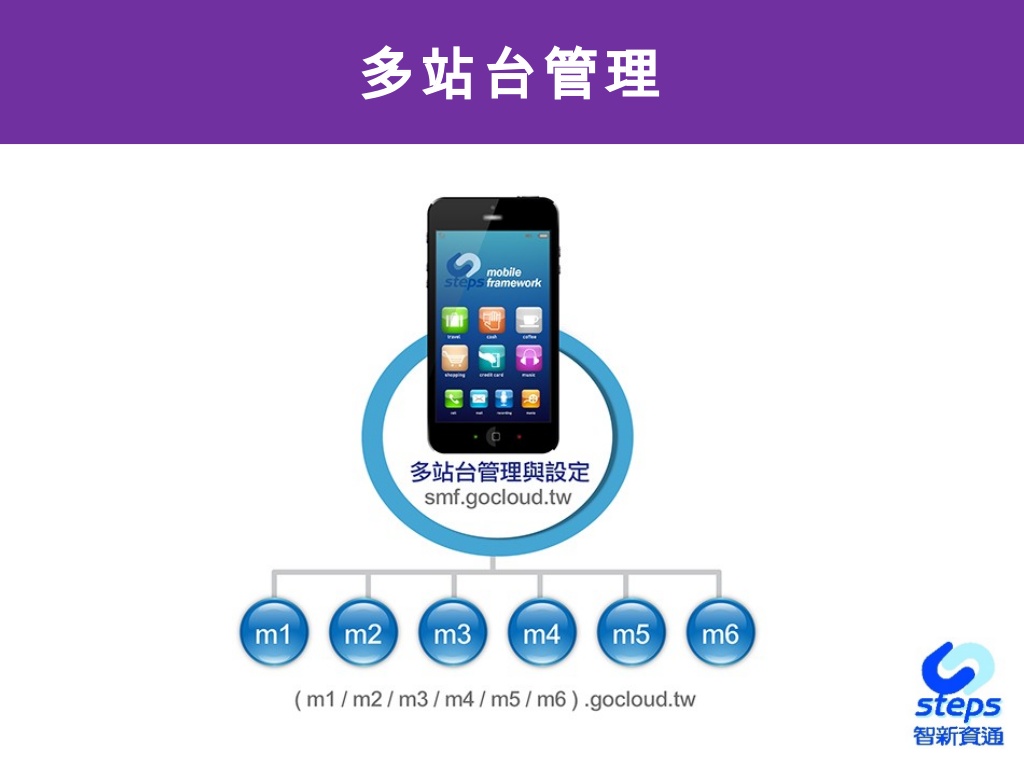 多站台管理
steps
mobile
framework
travel
cash
coffee
shopping
credit card
music
call
mail
recording
多站台管理與設定
smf.gocloud.tw
m1
m2
m3
m4
m5
m6
( m1 / m2 / m3 / m4 / m5 / m6 ) .gocloud.tw
steps
智新資通